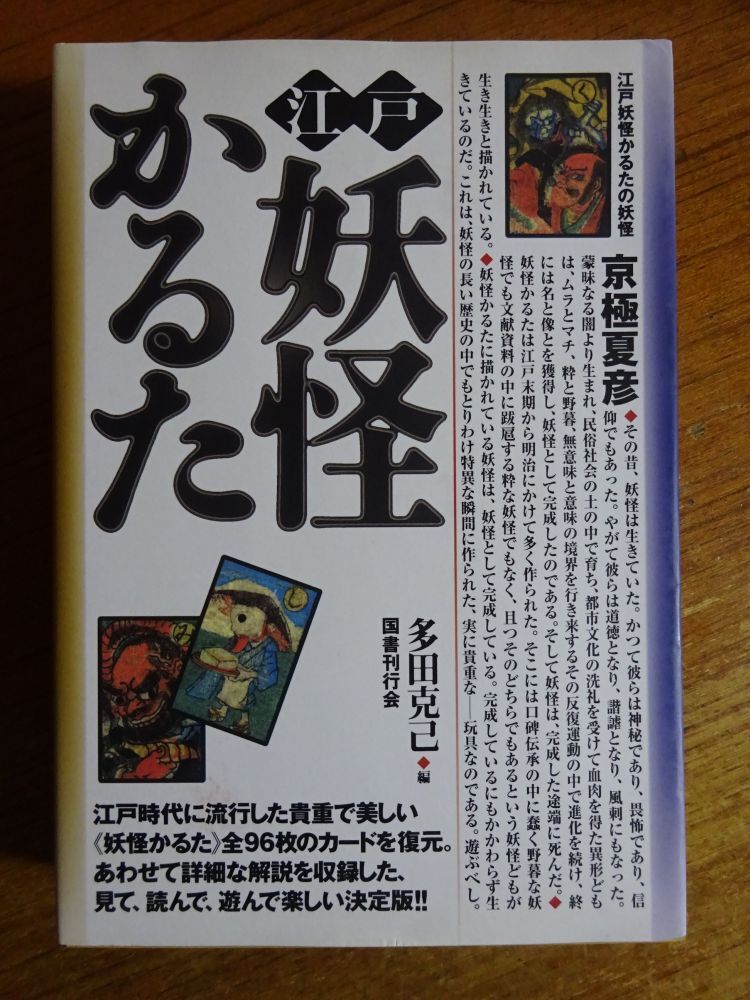 江戸
妖怪
かるた
江戸妖怪かるたの妖怪
京極夏彦
◆その昔、妖怪は生きていた。かつて彼らは神秘であり、畏怖であり、信
仰でもあった。やがて彼らは道徳となり、諧謔となり、風刺にもなった。
蒙昧なる闇より生まれ、民俗社会の土の中で育ち、都市文化の洗礼を受けて血肉を得た異形ども
は、ムラとマチ、粋と野暮、無意味と意味の境界を行き来するその反復運動の中で進化を続け、終
には名と像とを獲得し、妖怪として完成したのである。そして妖怪は、完成した途端に死んだ。◆
妖怪かるたは江戸末期から明治にかけて多く作られた。そこには口碑伝承の中に蠢く野暮な妖
怪でも文献資料の中に跋扈する粋な妖怪でもなく、且つそのどちらでもあるという妖怪どもが
生き生きと描かれている。◆妖怪かるたに描かれている妖怪は、妖怪として完成している。完成しているにもかかわらず生
きているのだ。これは、妖怪の長い歴史の中でもとりわけ特異な瞬間に作られた、実に貴重な──玩具なのである。遊ぶべし。
多田克己◆編
国書刊行会
江戸時代に流行した貴重で美しい
《妖怪かるた》全96枚のカードを復元。
あわせて詳細な解説を収録した、
見て、読んで、遊んで楽しい決定版!!